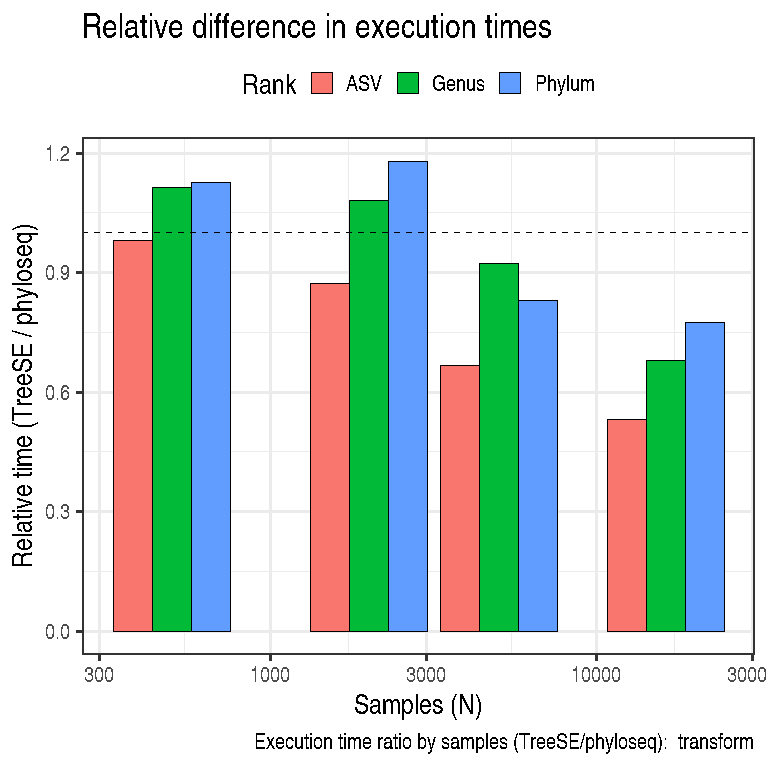 Relative difference in execution times
Rank ASV Genus Phylum
Relative time (TreeSE / phyloseq)
1.2
0.9
0.6
0.3
0.0
300 1000 3000 10000 3000
Samples (N)
Execution time ratio by samples (TreeSE/phyloseq): transform